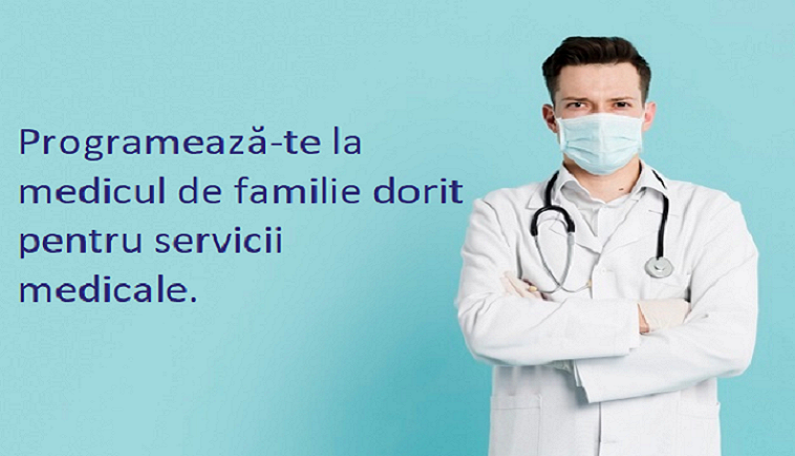 Programează-te la
medicul de familie dorit
pentru servicii
medicale.